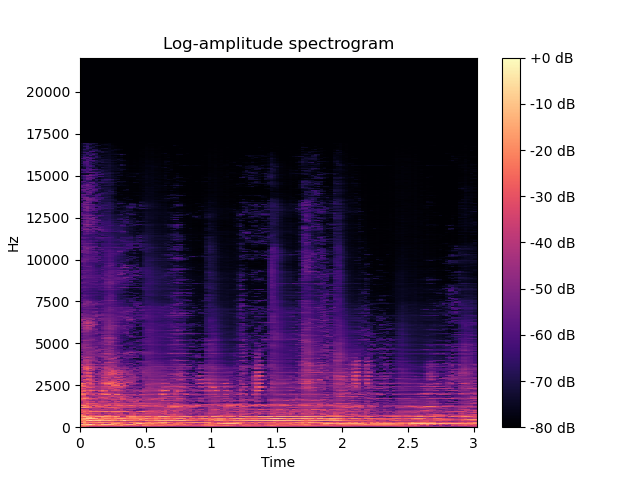 Log-amplitude spectrogram
Hz
20000
17500
15000
12500
10000
7500
5000
2500
0
0 0.5 1 1.5 2 2.5 3
Time
+0 dB
-10 dB
-20 dB
-30 dB
-40 dB
-50 dB
-60 dB
-70 dB
-80 dB